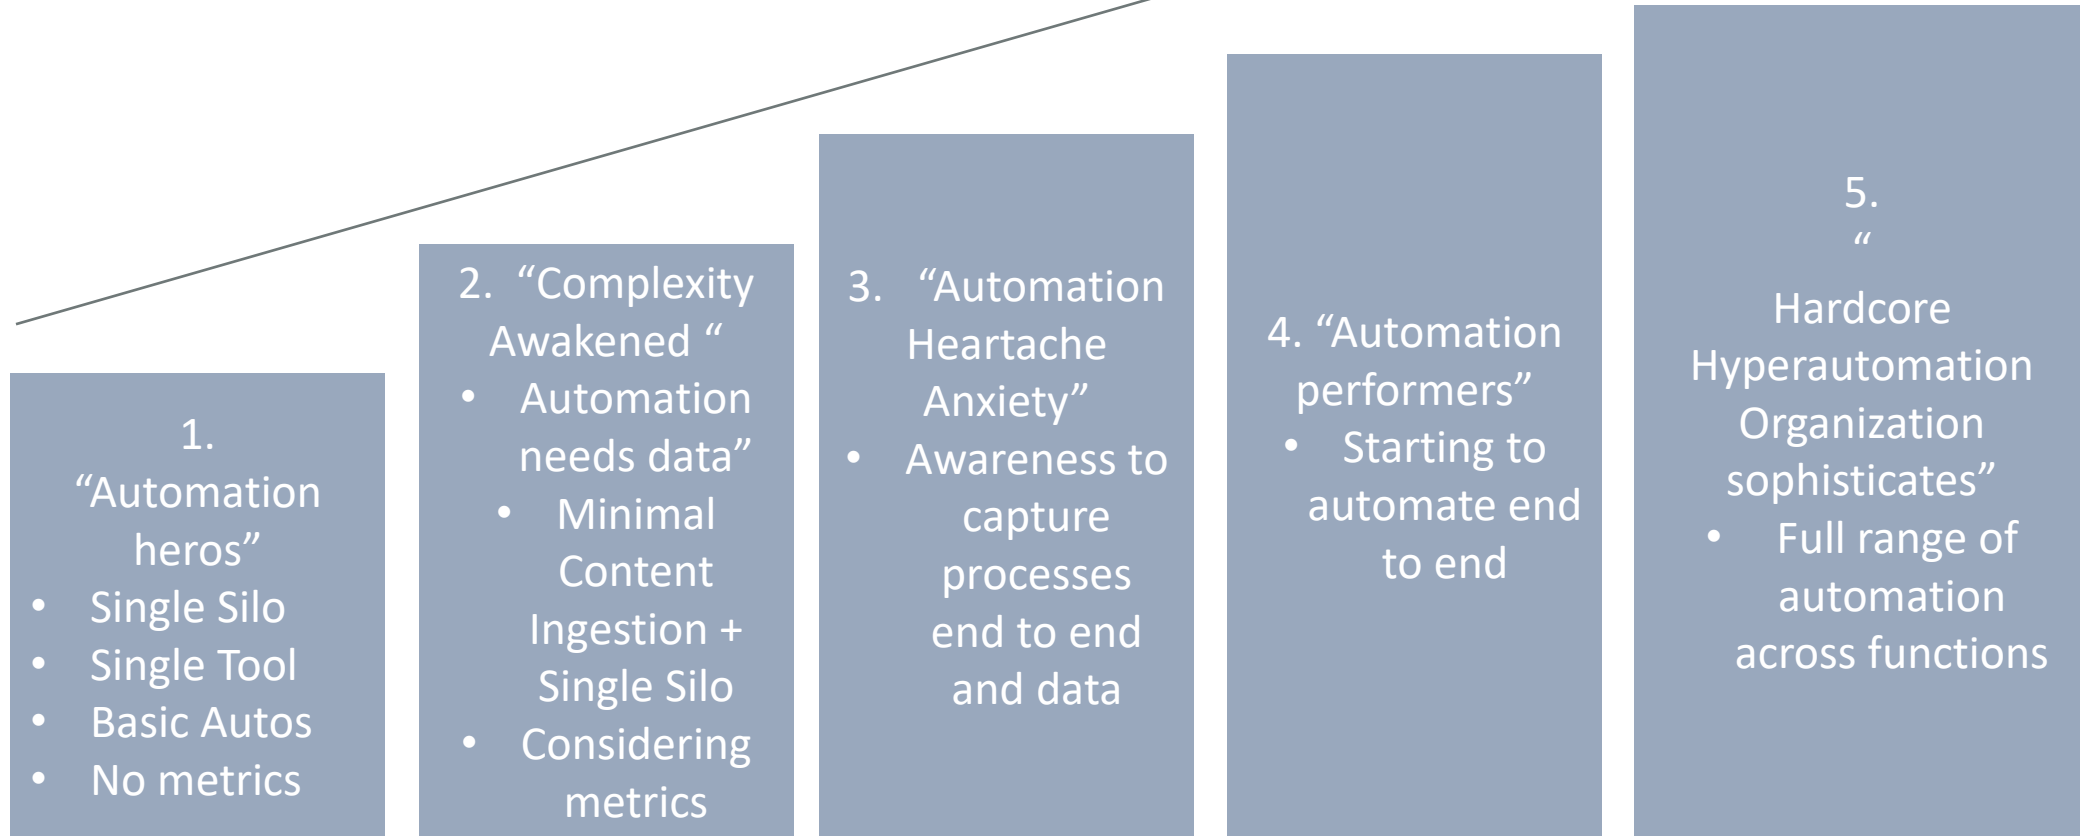 1.
“Automation
heros”
• Single Silo
• Single Tool
• Basic Autos
• No metrics
2. “Complexity
Awakened “
• Automation
needs data”
• Minimal
Content
Ingestion +
Single Silo
• Considering
metrics
3. “Automation
Heartache
Anxiety”
• Awareness to
capture
processes
end to end
and data
4. “Automation
performers”
• Starting to
automate end
to end
5.
“
Hardcore
Hyperautomation
Organization
sophisticates”
• Full range of
automation
across functions